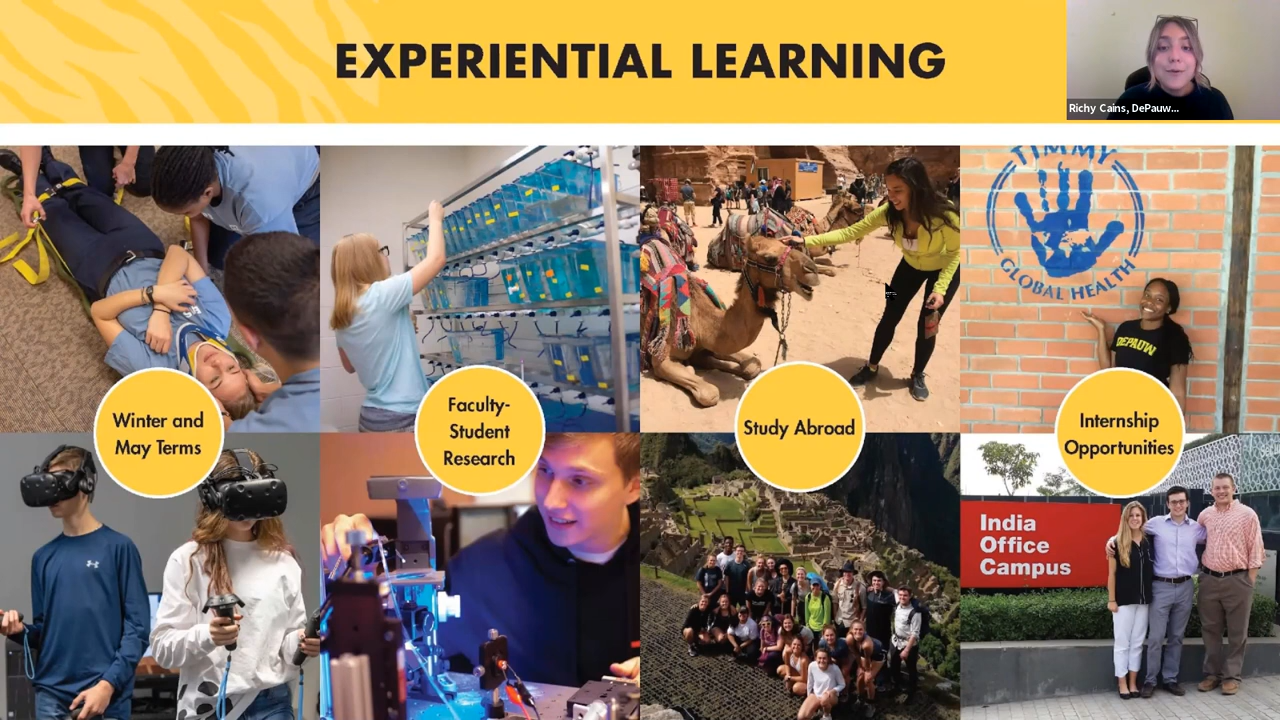 EXPERIENTIAL LEARNING
Richy Cains, DePauw...
TIMMY
GLOBAL HEALTH
DEPAUW
Winter and
May Terms
Faculty-
Student
Research
Study Abroad
Internship
Opportunities
India
Office
Campus